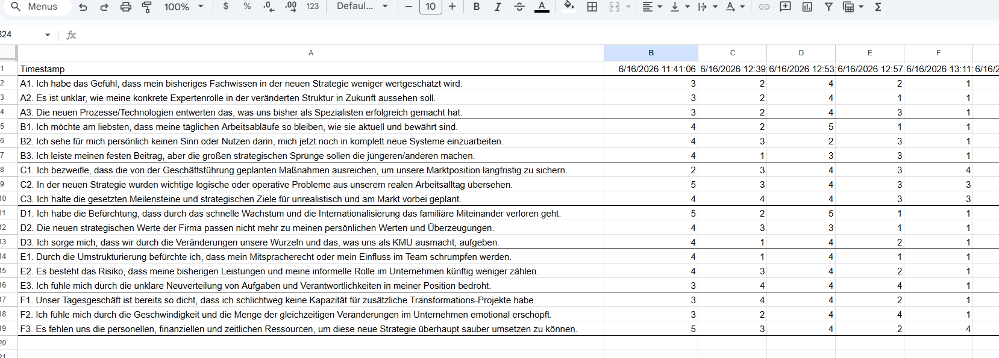 Menus 100% $ % .0 .00 123 Defaul... 10 B I A
324
A B C D E F
1 Timestamp 6/16/2026 11:41:06 6/16/2026 12:39: 6/16/2026 12:53: 6/16/2026 12:57: 6/16/2026 13:11: 6/16/2
2 A1. Ich habe das Gefühl, dass mein bisheriges Fachwissen in der neuen Strategie weniger wertgeschätzt wird. 3 2 4 2 1
3 A2. Es ist unklar, wie meine konkrete Expertenrolle in der veränderten Struktur in Zukunft aussehen soll. 3 2 4 1 1
4 A3. Die neuen Prozesse/Technologien entwerten das, was uns bisher als Spezialisten erfolgreich gemacht hat. 3 2 4 3 1
5 B1. Ich möchte am liebsten, dass meine täglichen Arbeitsabläufe so bleiben, wie sie aktuell und bewährt sind. 4 2 5 1 1
6 B2. Ich sehe für mich persönlich keinen Sinn oder Nutzen darin, mich jetzt noch in komplett neue Systeme einzuarbeiten. 4 3 2 3 1
7 B3. Ich leiste meinen festen Beitrag, aber die großen strategischen Sprünge sollen die jüngeren/anderen machen. 4 1 3 3 1
8 C1. Ich bezweifle, dass die von der Geschäftsführung geplanten Maßnahmen ausreichen, um unsere Marktposition langfristig zu sichern. 2 3 4 3 4
9 C2. In der neuen Strategie wurden wichtige logische oder operative Probleme aus unserem realen Arbeitsalltag übersehen. 5 3 4 3 3
10 C3. Ich halte die gesetzten Meilensteine und strategischen Ziele für unrealistisch und am Markt vorbei geplant. 4 4 4 3 3
11 D1. Ich habe die Befürchtung, dass durch das schnelle Wachstum und die Internationalisierung das familiäre Miteinander verloren geht. 5 2 5 1 1
12 D2. Die neuen strategischen Werte der Firma passen nicht mehr zu meinen persönlichen Werten und Überzeugungen. 4 3 3 1 1
13 D3. Ich sorge mich, dass wir durch die Veränderungen unsere Wurzeln und das, was uns als KMU ausmacht, aufgeben. 4 1 4 2 1
14 E1. Durch die Umstrukturierung befürchte ich, dass mein Mitspracherecht oder mein Einfluss im Team schrumpfen werden. 4 1 4 1 1
15 E2. Es besteht das Risiko, dass meine bisherigen Leistungen und meine informelle Rolle im Unternehmen künftig weniger zählen. 4 3 4 2 1
16 E3. Ich fühle mich durch die unklare Neuverteilung von Aufgaben und Verantwortlichkeiten in meiner Position bedroht. 3 4 4 4 1
17 F1. Unser Tagesgeschäft ist bereits so dicht, dass ich schlichtweg keine Kapazität für zusätzliche Transformations-Projekte habe. 3 4 4 2 1
18 F2. Ich fühle mich durch die Geschwindigkeit und die Menge der gleichzeitigen Veränderungen im Unternehmen emotional erschöpft. 3 2 4 4 1
19 F3. Es fehlen uns die personellen, finanziellen und zeitlichen Ressourcen, um diese neue Strategie überhaupt sauber umsetzen zu können. 5 3 4 2 4
20
21